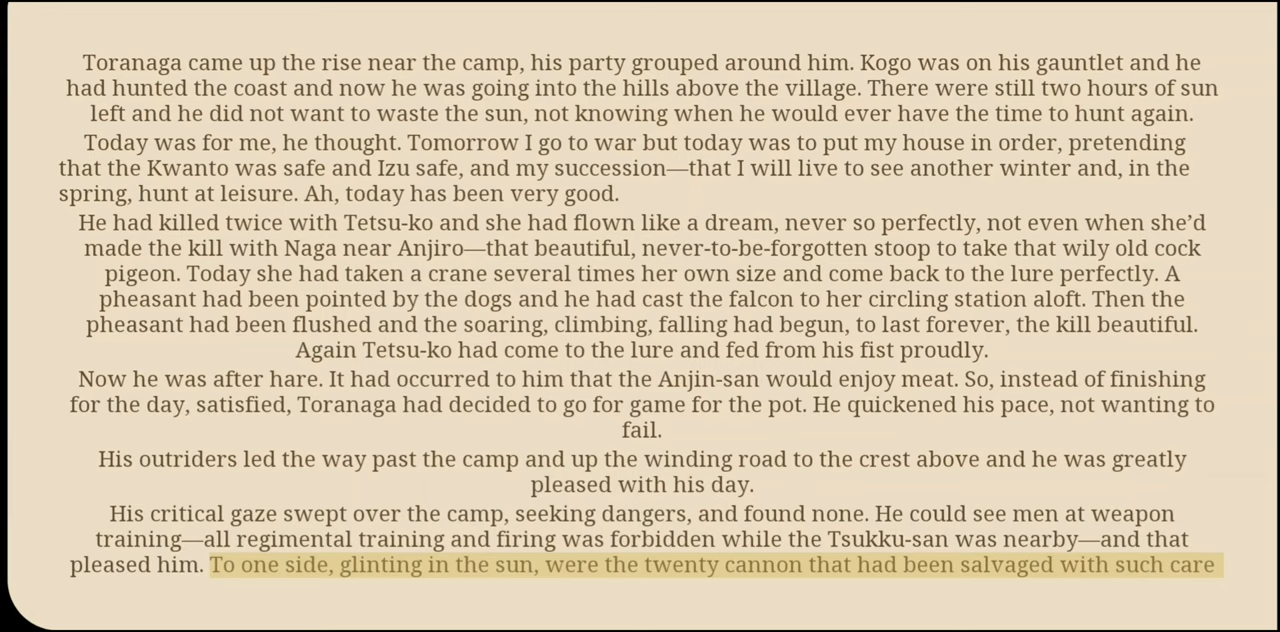 Toranaga came up the rise near the camp, his party grouped around him. Kogo was on his gauntlet and he
had hunted the coast and now he was going into the hills above the village. There were still two hours of sun
left and he did not want to waste the sun, not knowing when he would ever have the time to hunt again.
Today was for me, he thought. Tomorrow I go to war but today was to put my house in order, pretending
that the Kwanto was safe and Izu safe, and my succession—that I will live to see another winter and, in the
spring, hunt at leisure. Ah, today has been very good.
He had killed twice with Tetsu-ko and she had flown like a dream, never so perfectly, not even when she’d
made the kill with Naga near Anjiro—that beautiful, never-to-be-forgotten stoop to take that wily old cock
pigeon. Today she had taken a crane several times her own size and come back to the lure perfectly. A
pheasant had been pointed by the dogs and he had cast the falcon to her circling station aloft. Then the
pheasant had been flushed and the soaring, climbing, falling had begun, to last forever, the kill beautiful.
Again Tetsu-ko had come to the lure and fed from his fist proudly.
Now he was after hare. It had occurred to him that the Anjin-san would enjoy meat. So, instead of finishing
for the day, satisfied, Toranaga had decided to go for game for the pot. He quickened his pace, not wanting to
fail.
His outriders led the way past the camp and up the winding road to the crest above and he was greatly
pleased with his day.
His critical gaze swept over the camp, seeking dangers, and found none. He could see men at weapon
training—all regimental training and firing was forbidden while the Tsukku-san was nearby—and that
pleased him. To one side, glinting in the sun, were the twenty cannon that had been salvaged with such care